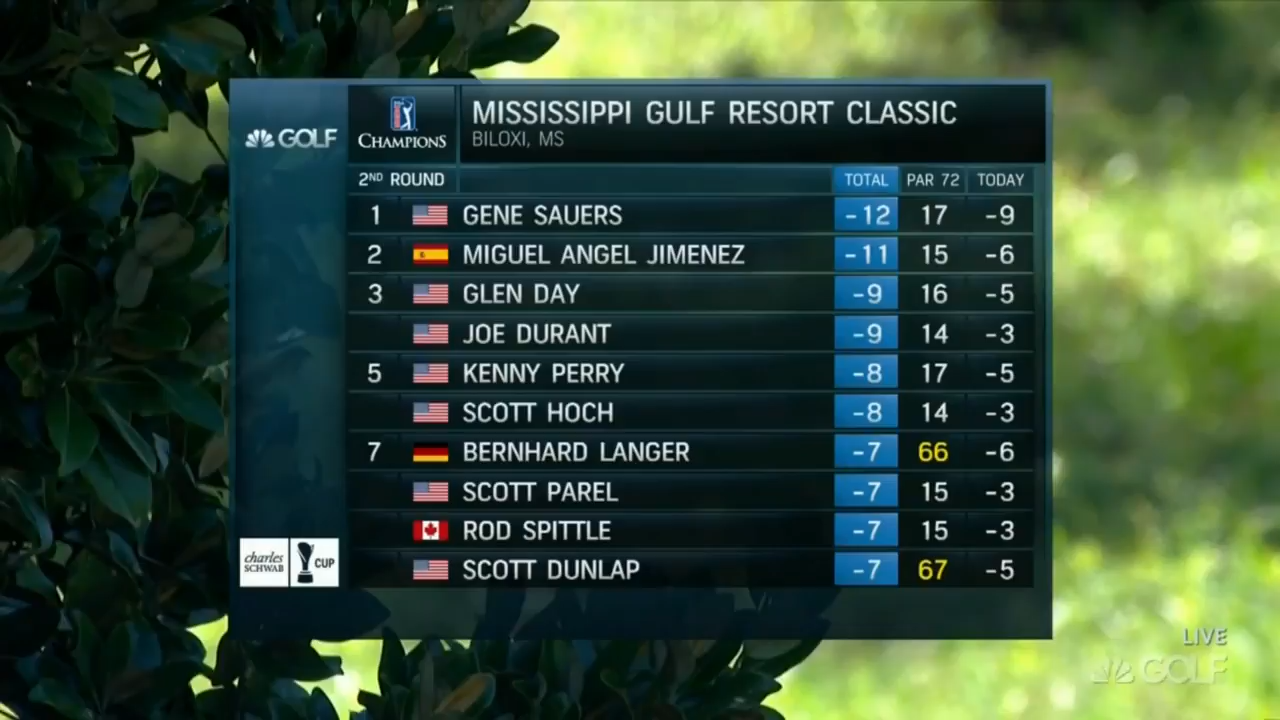 GOLF
CHAMPIONS
MISSISSIPPI GULF RESORT CLASSIC
BILOXI, MS
2ND ROUND TOTAL PAR 72 TODAY
1 GENE SAUERS -12 17 -9
2 MIGUEL ANGEL JIMENEZ -11 15 -6
3 GLEN DAY -9 16 -5
JOE DURANT -9 14 -3
5 KENNY PERRY -8 17 -5
SCOTT HOCH -8 14 -3
7 BERNHARD LANGER -7 66 -6
SCOTT PAREL -7 15 -3
ROD SPITTLE -7 15 -3
SCOTT DUNLAP -7 67 -5
charles
SCHWAB
CUP
LIVE
GOLF